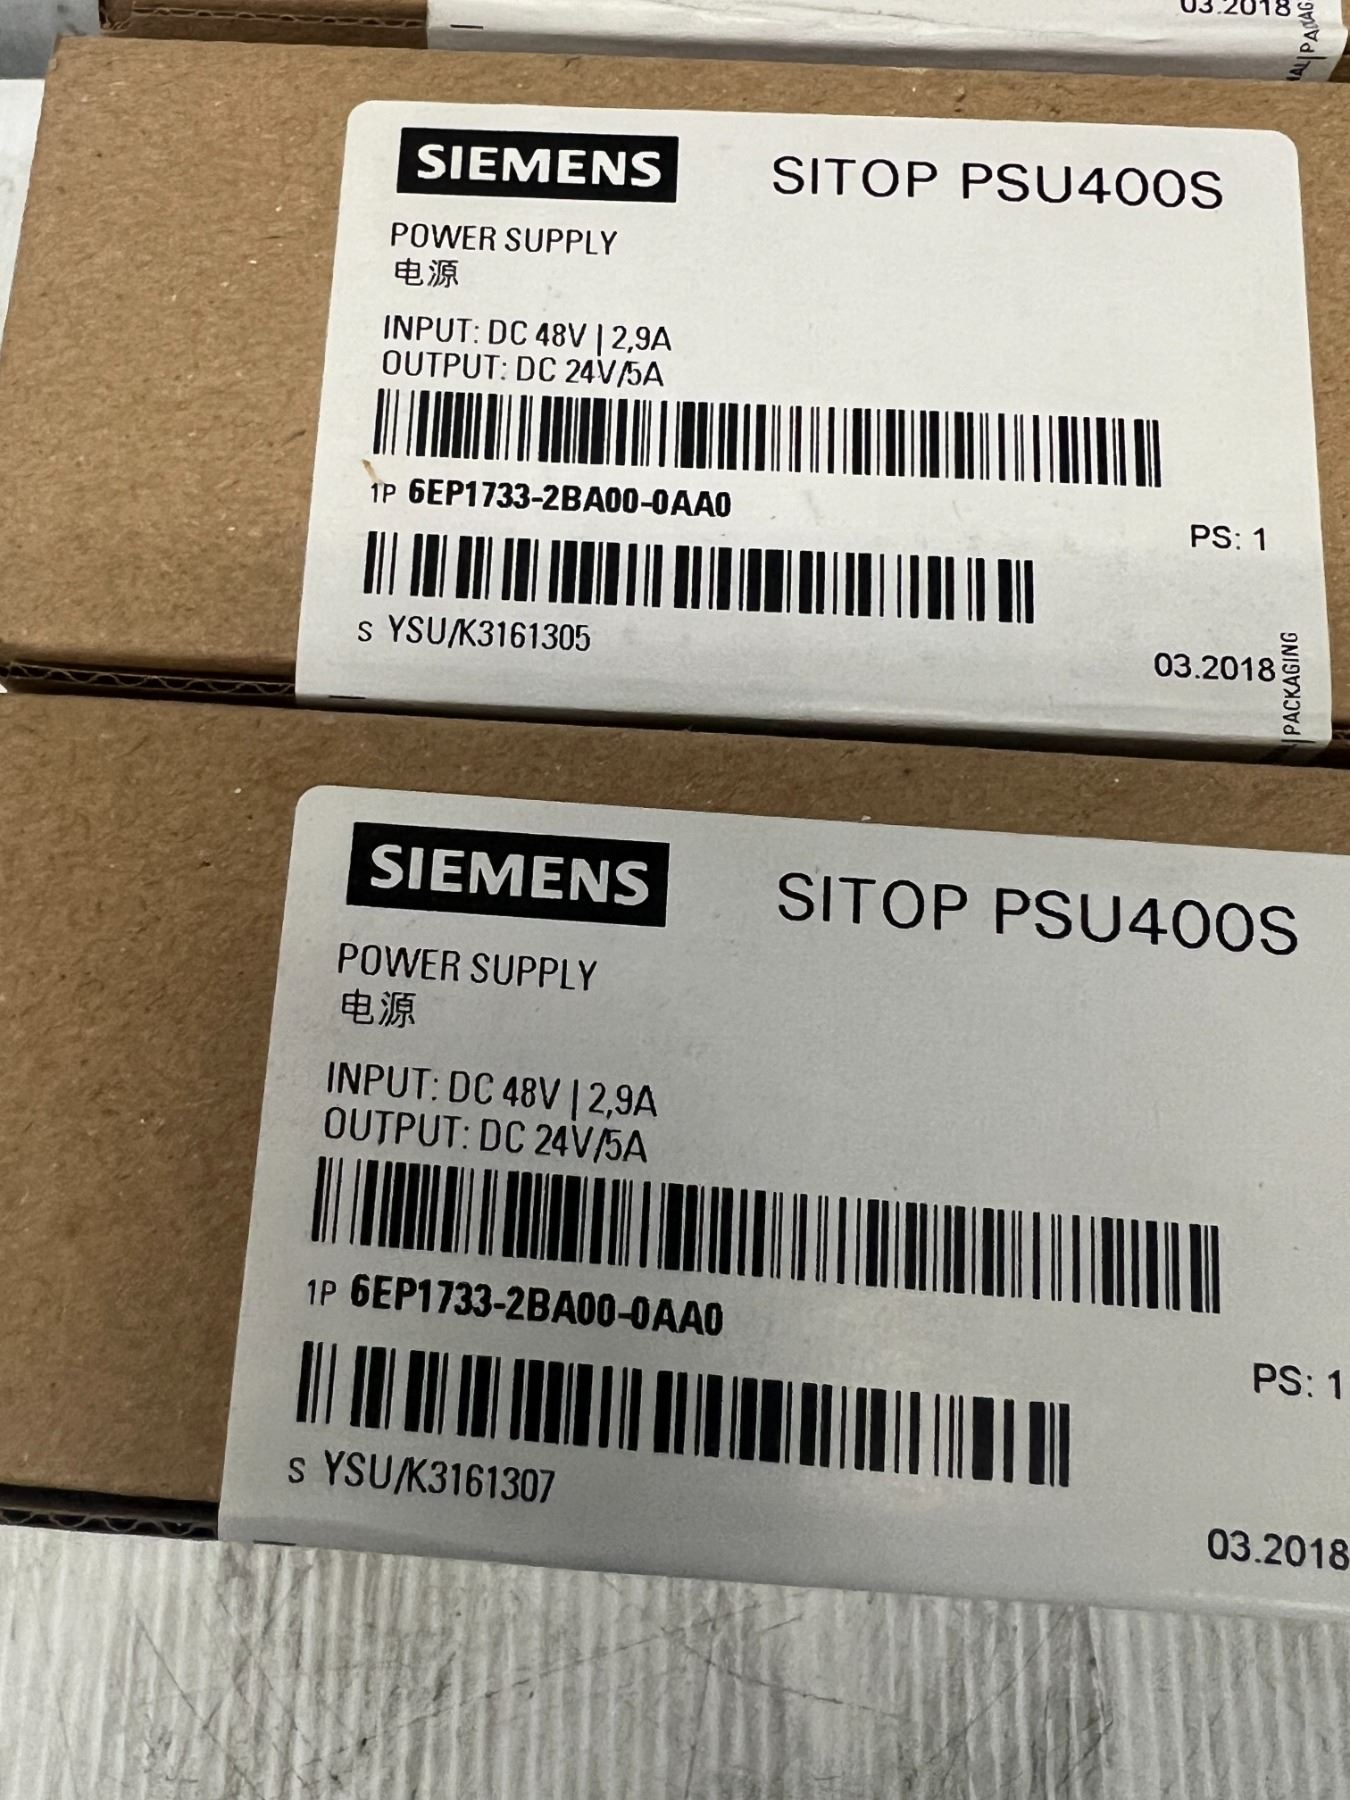 03.2018
SIEMENS SITOP PSU400S
POWER SUPPLY
电源
INPUT: DC 48V | 2,9A
OUTPUT: DC 24V/5A
1P 6EP1733-2BA00-0AA0
PS: 1
S YSU/K3161305
03.2018
PACKAGING
SIEMENS SITOP PSU400S
POWER SUPPLY
电源
INPUT: DC 48V | 2,9A
OUTPUT: DC 24V/5A
1P 6EP1733-2BA00-0AA0
PS: 1
S YSU/K3161307
03.2018